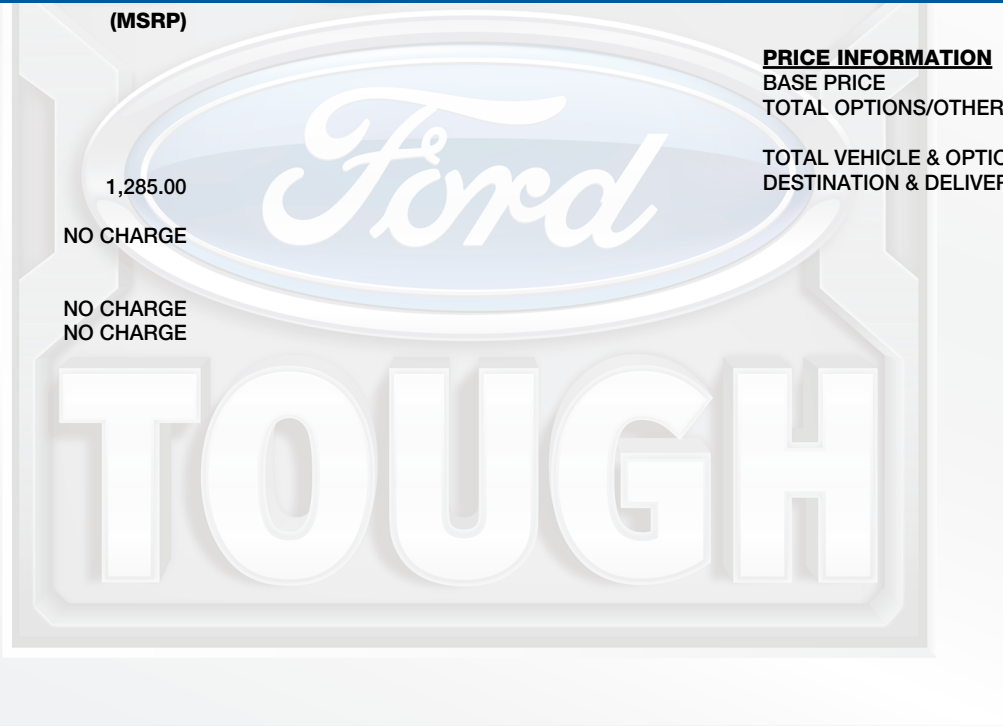 (MSRP)
1,285.00
NO CHARGE
NO CHARGE
NO CHARGE
PRICE INFORMATION
BASE PRICE
TOTAL OPTIONS/OTHER
TOTAL VEHICLE & OPTIO
DESTINATION & DELIVER
Ford
TOUGH